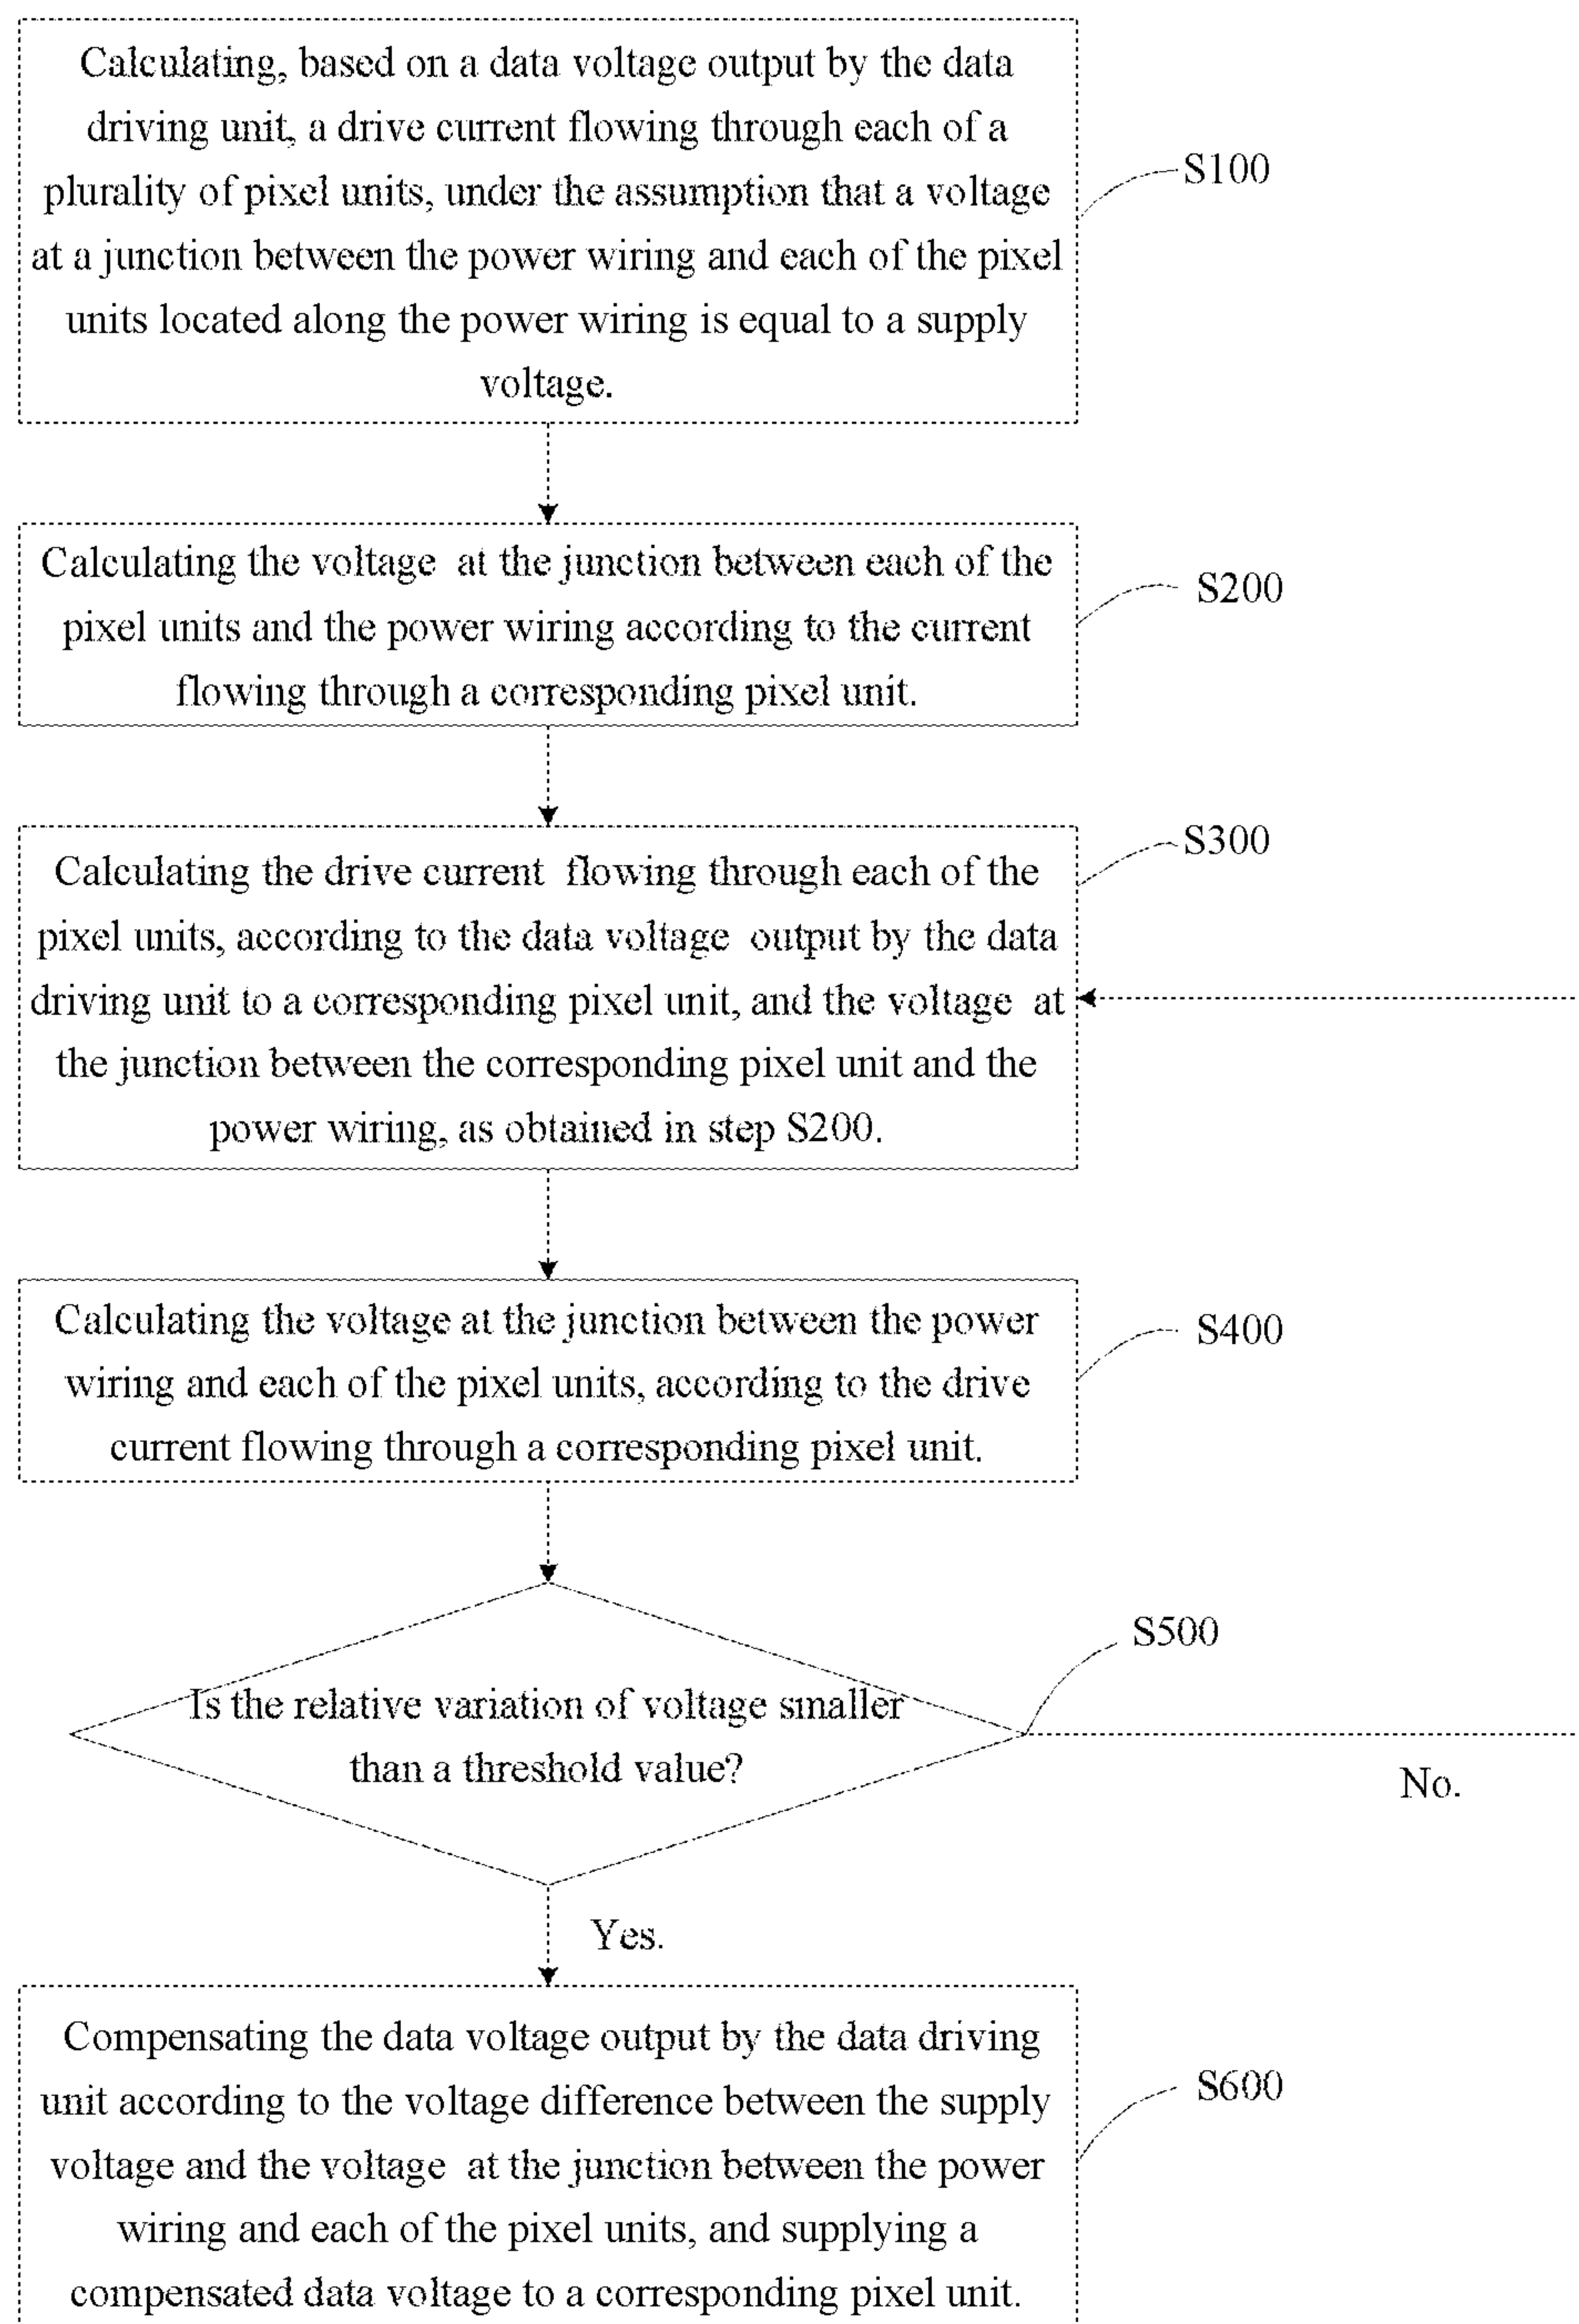 Calculating, based on a data voltage output by the data
driving unit, a drive current flowing through each of a
plurality of pixel units, under the assumption that a voltage
at a junction between the power wiring and each of the pixel
units located along the power wiring is equal to a supply
voltage.
S100
Calculating the voltage at the junction between each of the
pixel units and the power wiring according to the current
flowing through a corresponding pixel unit.
S200
Calculating the drive current flowing through each of the
pixel units, according to the data voltage output by the data
driving unit to a corresponding pixel unit, and the voltage at
the junction between the corresponding pixel unit and the
power wiring, as obtained in step S200.
S300
Calculating the voltage at the junction between the power
wiring and each of the pixel units, according to the drive
current flowing through a corresponding pixel unit.
S400
Is the relative variation of voltage smaller
than a threshold value?
S500
No.
Yes.
Compensating the data voltage output by the data driving
unit according to the voltage difference between the supply
voltage and the voltage at the junction between the power
wiring and each of the pixel units, and supplying a
compensated data voltage to a corresponding pixel unit.
S600